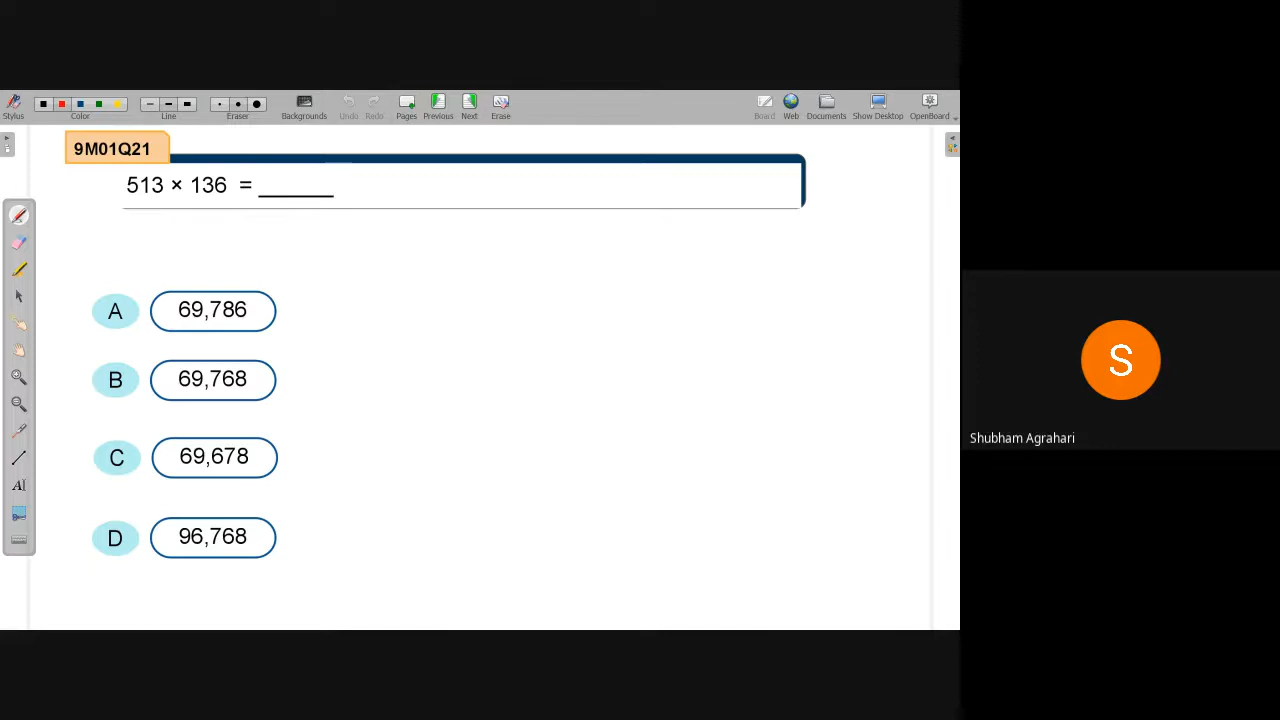 Stylus
Color
Line
Eraser
Backgrounds
Undo
Redo
Pages
Previous
Next
Erase
Board
Web
Documents
Show Desktop
OpenBoard
9M01Q21
513 × 136 = ______
A 69,786
B 69,768
C 69,678
D 96,768
S
Shubham Agrahari